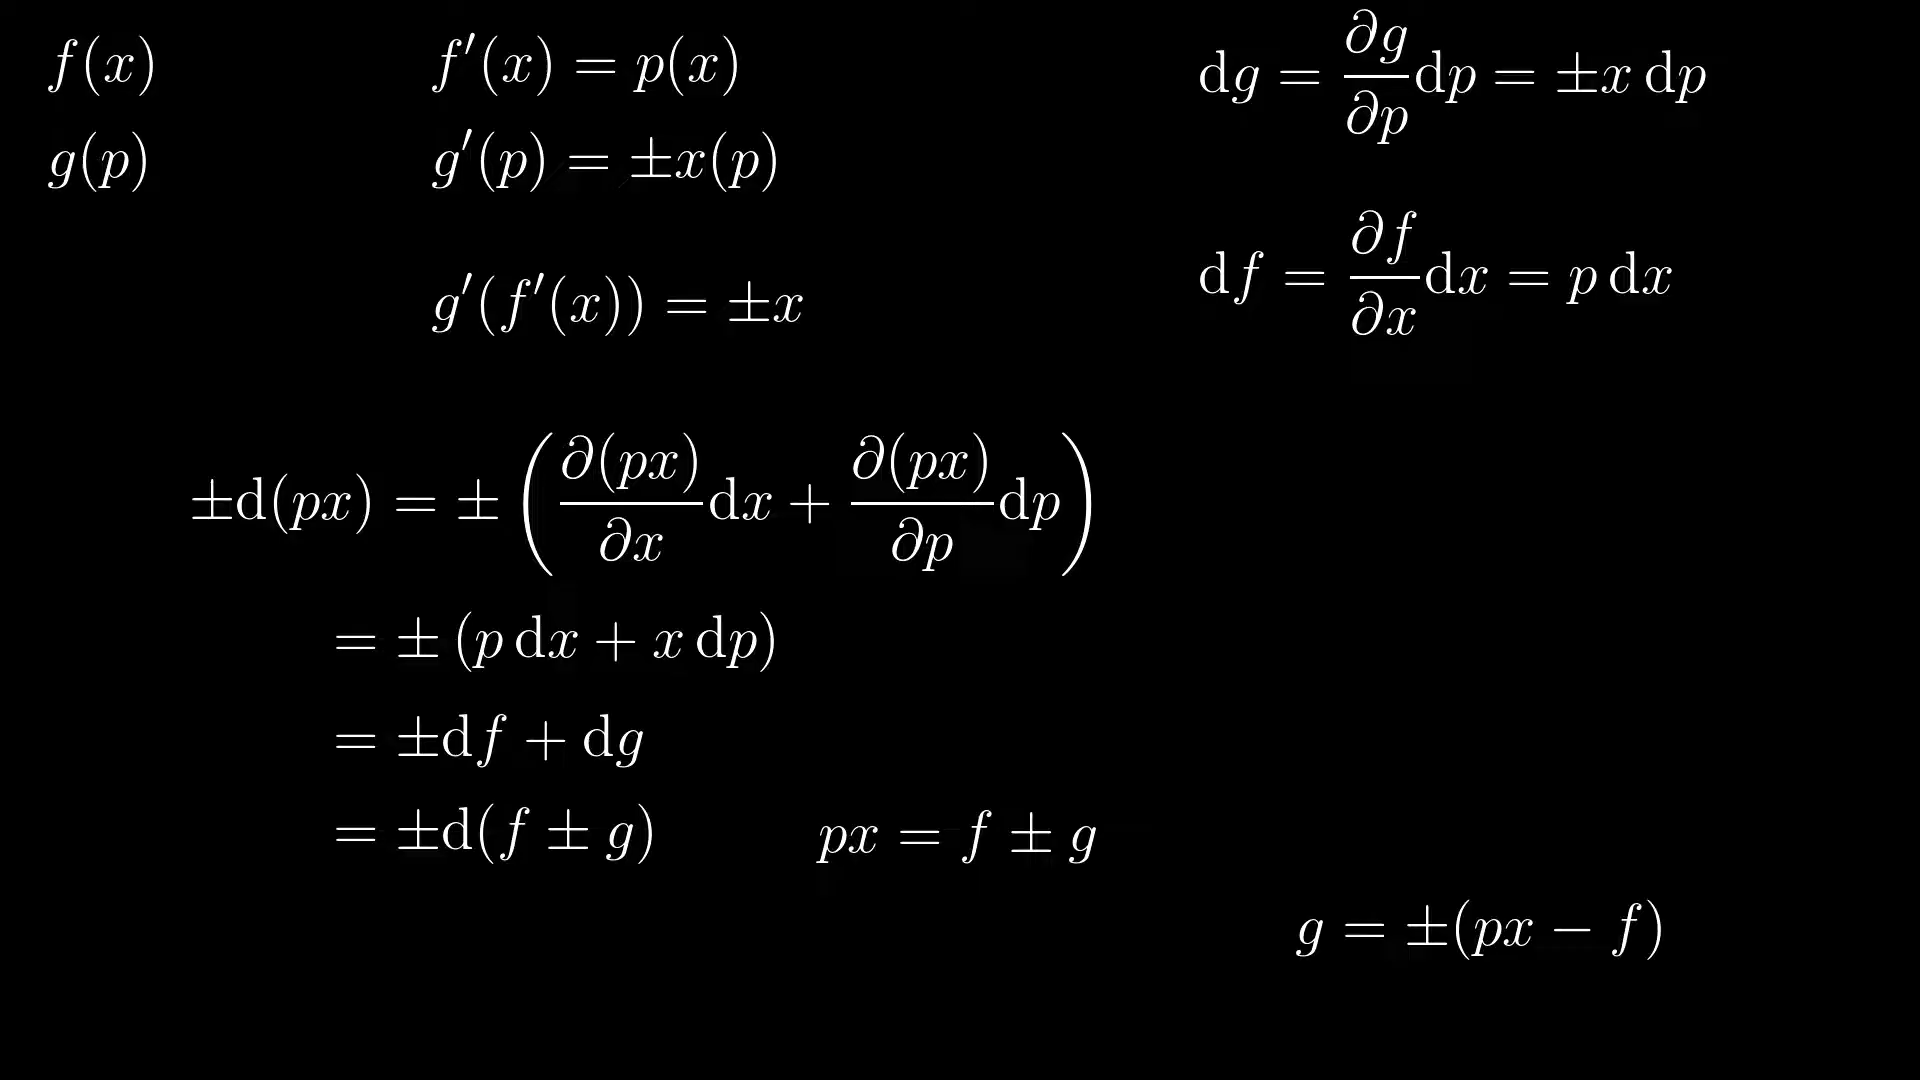 f(x) f′(x) = p(x)
g(p) g′(p) = ±x(p)
g′(f′(x)) = ±x
dg = ∂g/∂p dp = ±x dp
df = ∂f/∂x dx = p dx
±d(px) = ± (∂(px)/∂x dx + ∂(px)/∂p dp)
= ± (p dx + x dp)
= ±df + dg
= ±d(f ± g) px = f ± g
g = ±(px − f)